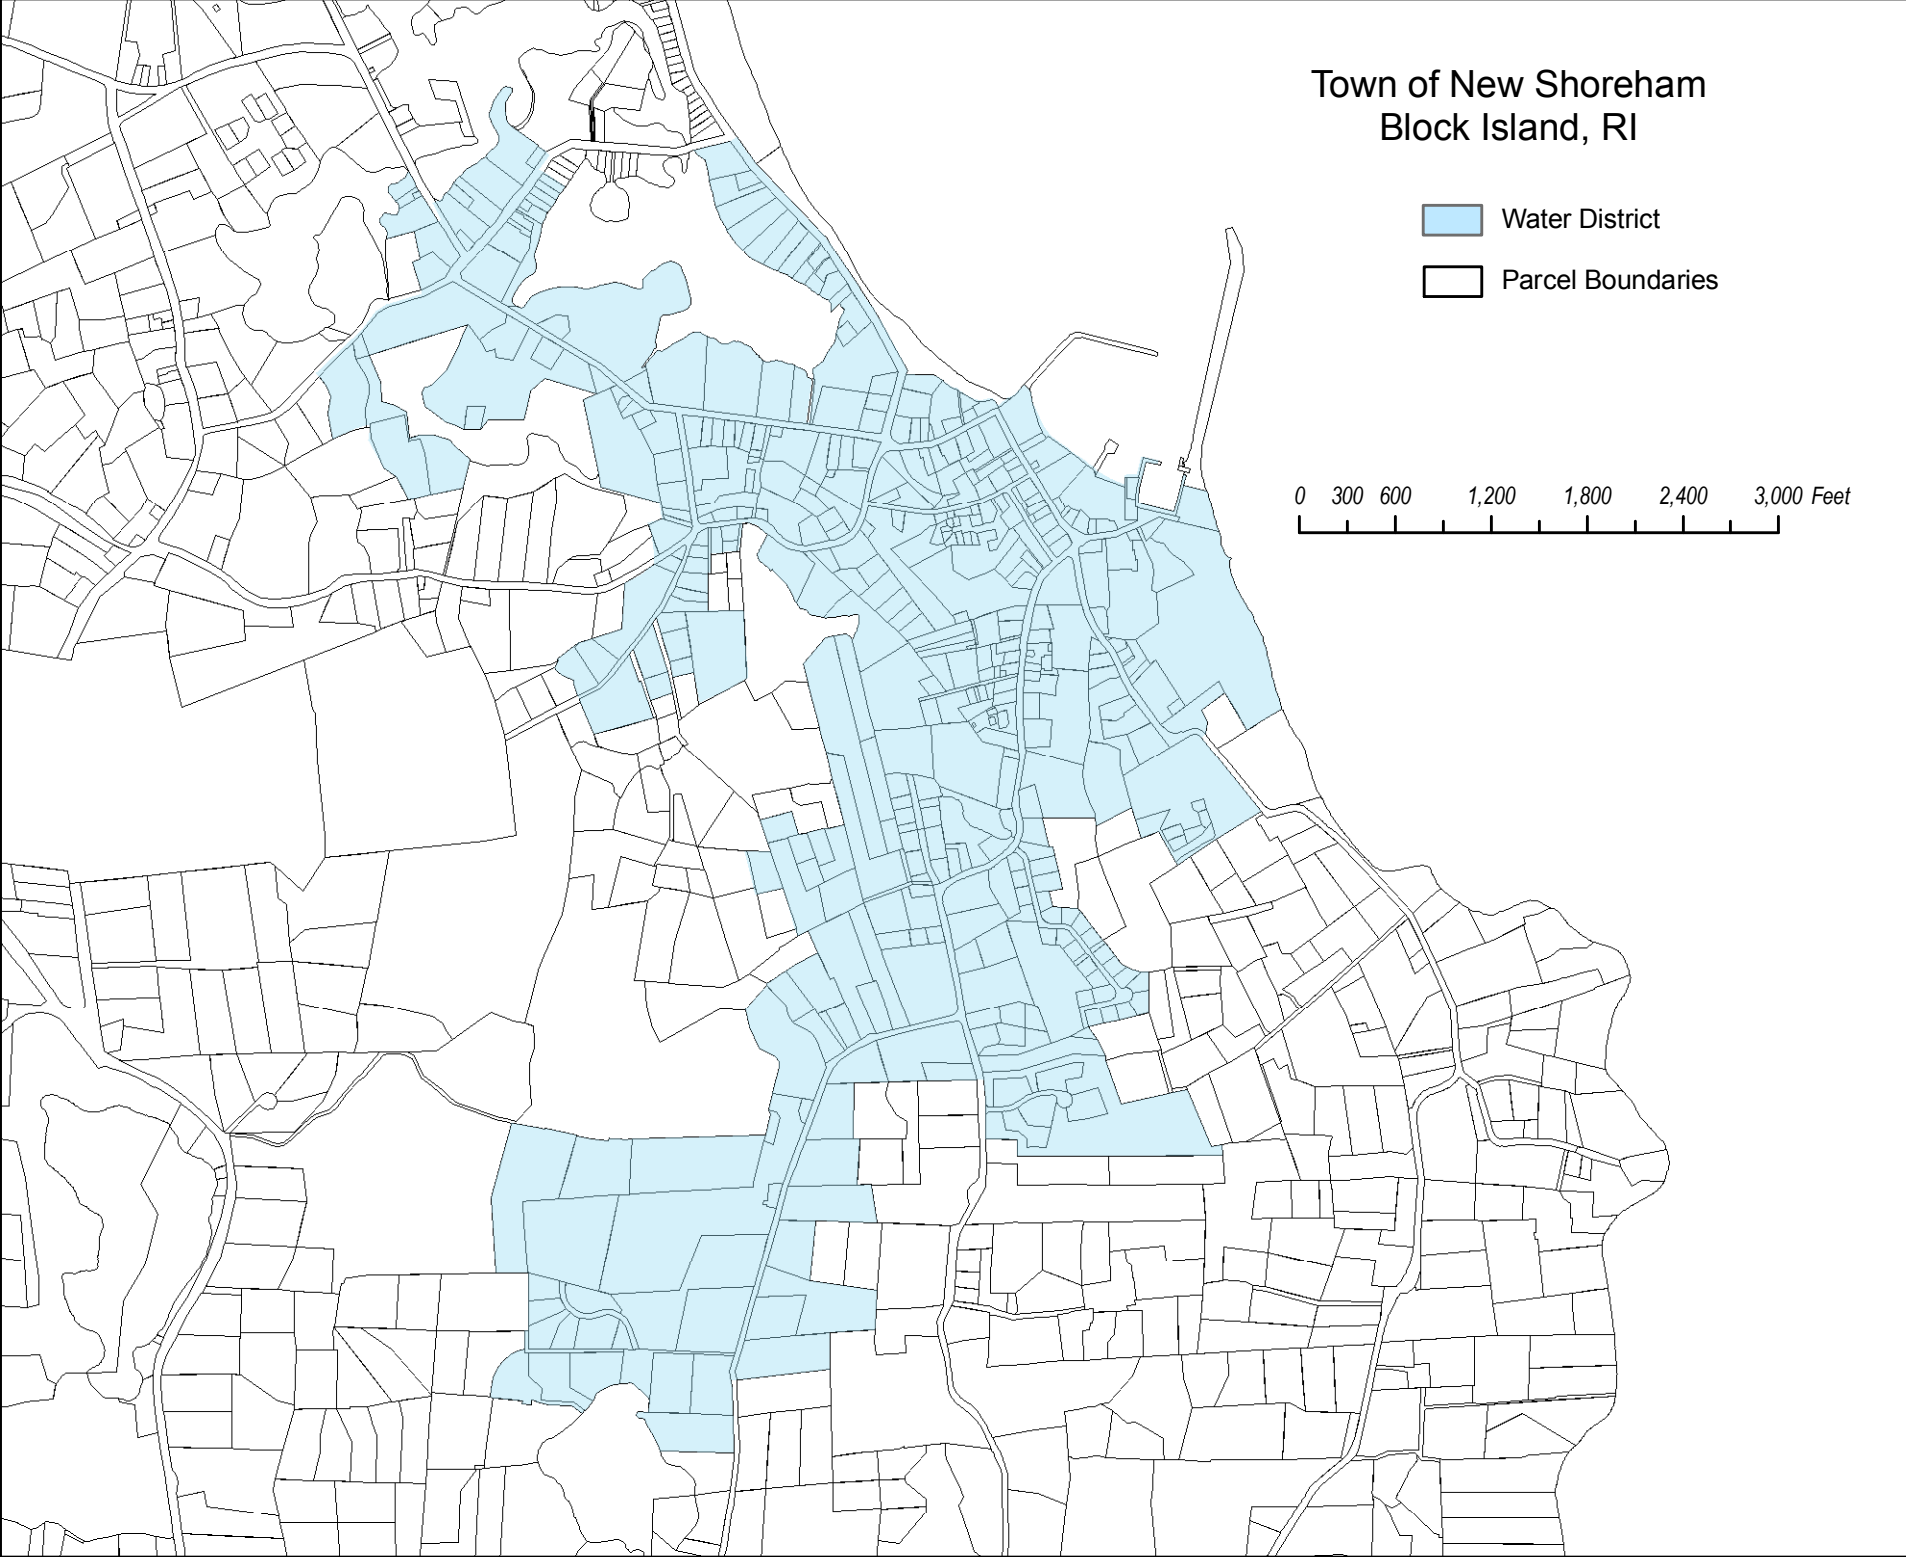 Town of New Shoreham
Block Island, RI
Water District
Parcel Boundaries
0 300 600 1,200 1,800 2,400 3,000 Feet